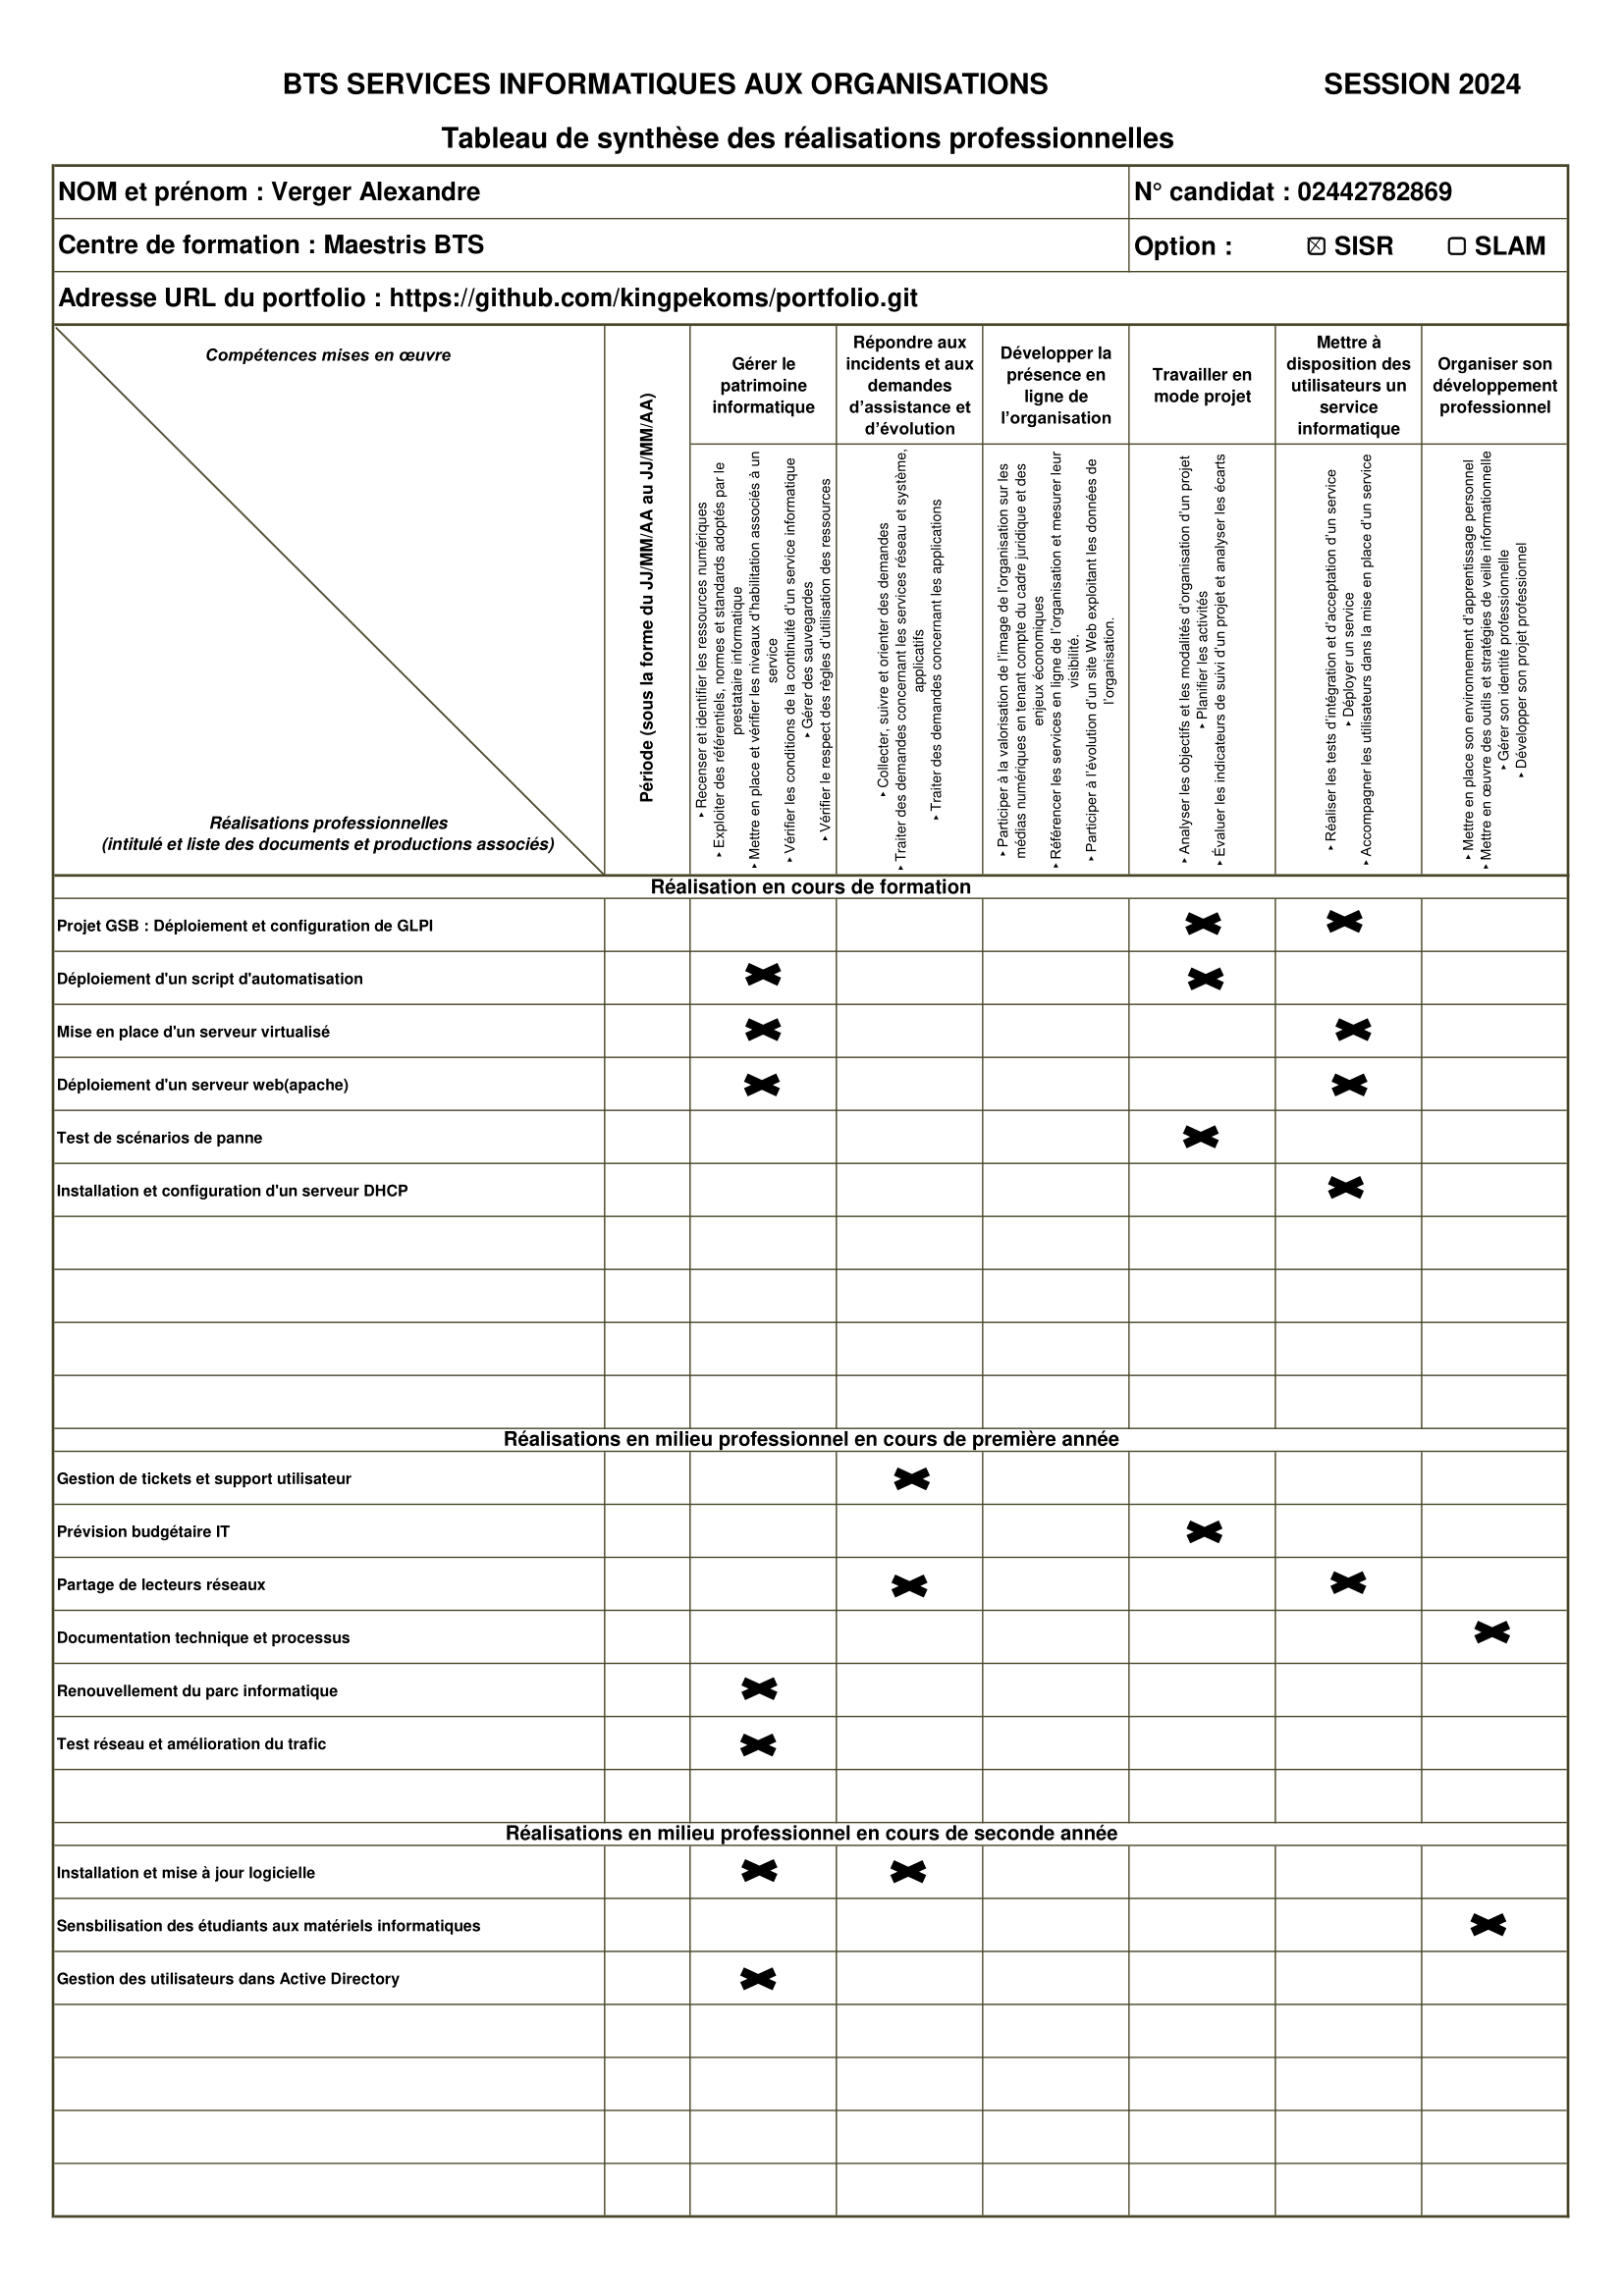 BTS SERVICES INFORMATIQUES AUX ORGANISATIONS SESSION 2024
Tableau de synthèse des réalisations professionnelles
NOM et prénom : Verger Alexandre N° candidat : 02442782869
Centre de formation : Maestris BTS Option : ☒ SISR ☐ SLAM
Adresse URL du portfolio : https://github.com/kingpekoms/portfolio.git
Compétences mises en œuvre
Réalisations professionnelles
(intitulé et liste des documents et productions associés)
Période (sous la forme du JJ/MM/AA au JJ/MM/AA)
Gérer le
patrimoine
informatique
Répondre aux
incidents et aux
demandes
d’assistance et
d’évolution
Développer la
présence en
ligne de
l’organisation
Travailler en
mode projet
Mettre à
disposition des
utilisateurs un
service
informatique
Organiser son
développement
professionnel
‣ Recenser et identifier les ressources numériques
‣ Exploiter des référentiels, normes et standards adoptés par le
prestataire informatique
‣ Mettre en place et vérifier les niveaux d’habilitation associés à un
service
‣ Vérifier les conditions de la continuité d’un service informatique
‣ Gérer des sauvegardes
‣ Vérifier le respect des règles d’utilisation des ressources
‣ Collecter, suivre et orienter des demandes
‣ Traiter des demandes concernant les services réseau et système,
applicatifs
‣ Traiter des demandes concernant les applications
‣ Participer à la valorisation de l’image de l’organisation sur les
médias numériques en tenant compte du cadre juridique et des
enjeux économiques
‣ Référencer les services en ligne de l’organisation et mesurer leur
visibilité.
‣ Participer à l’évolution d’un site Web exploitant les données de
l’organisation.
‣ Analyser les objectifs et les modalités d’organisation d’un projet
‣ Planifier les activités
‣ Évaluer les indicateurs de suivi d’un projet et analyser les écarts
‣ Réaliser les tests d’intégration et d’acceptation d’un service
‣ Déployer un service
‣ Accompagner les utilisateurs dans la mise en place d’un service
‣ Mettre en place son environnement d’apprentissage personnel
‣ Mettre en œuvre des outils et stratégies de veille informationnelle
‣ Gérer son identité professionnelle
‣ Développer son projet professionnel
Réalisation en cours de formation
Projet GSB : Déploiement et configuration de GLPI
Déploiement d'un script d'automatisation
Mise en place d'un serveur virtualisé
Déploiement d'un serveur web(apache)
Test de scénarios de panne
Installation et configuration d'un serveur DHCP
Réalisations en milieu professionnel en cours de première année
Gestion de tickets et support utilisateur
Prévision budgétaire IT
Partage de lecteurs réseaux
Documentation technique et processus
Renouvellement du parc informatique
Test réseau et amélioration du trafic
Réalisations en milieu professionnel en cours de seconde année
Installation et mise à jour logicielle
Sensbilisation des étudiants aux matériels informatiques
Gestion des utilisateurs dans Active Directory